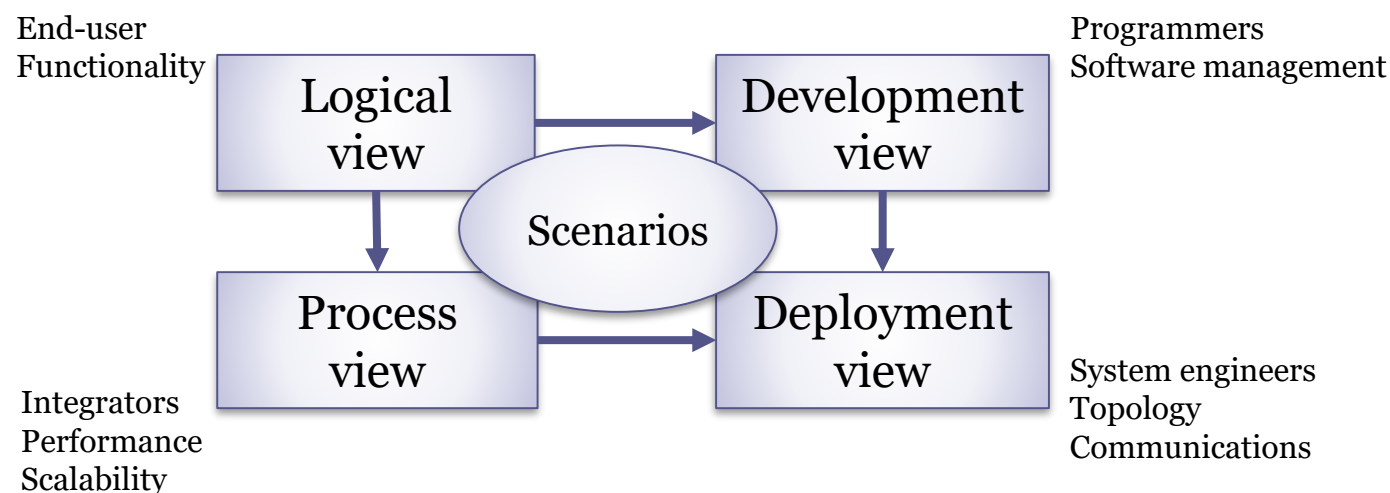 End-user
Functionality
Logical
view
Development
view
Programmers
Software management
Scenarios
Process
view
Deployment
view
Integrators
Performance
Scalability
System engineers
Topology
Communications